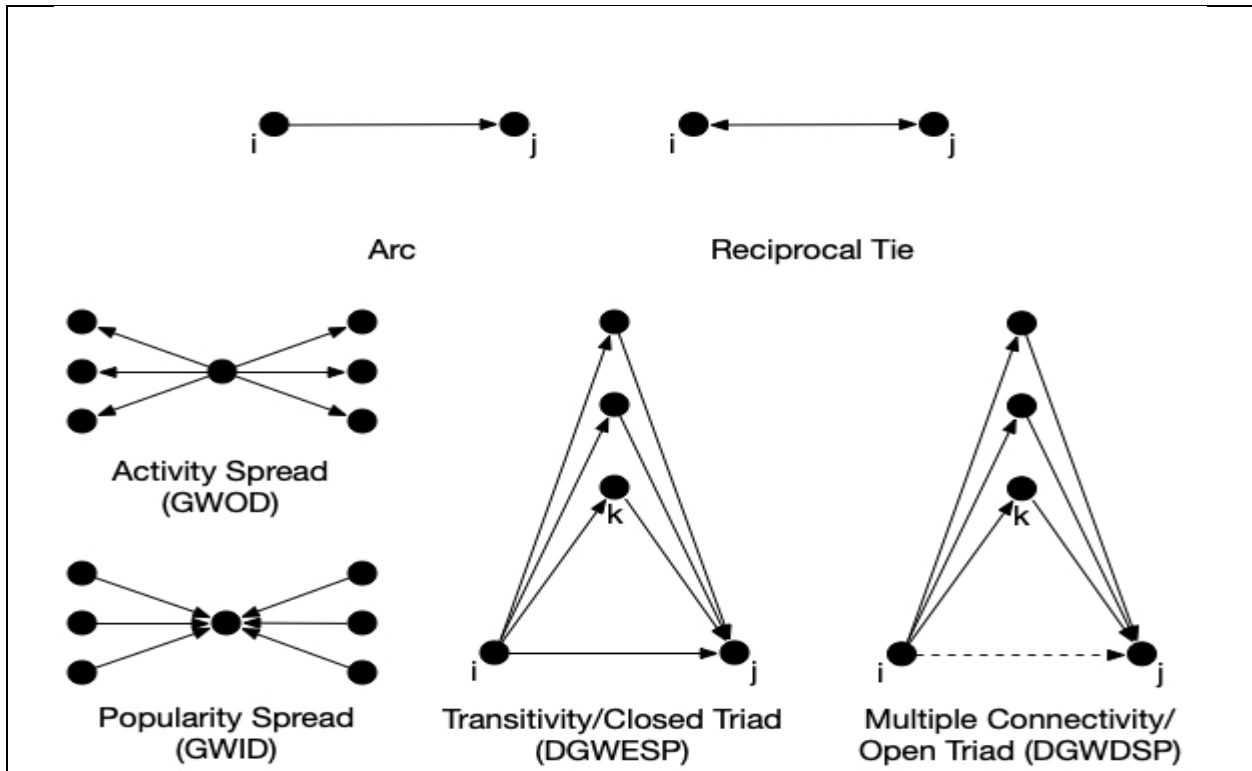 i
j
i
j
Arc
Reciprocal Tie
Activity Spread
(GWOD)
k
k
i
j
i
j
Popularity Spread
(GWID)
Transitivity/Closed Triad
(DGWESP)
Multiple Connectivity/
Open Triad (DGWDSP)